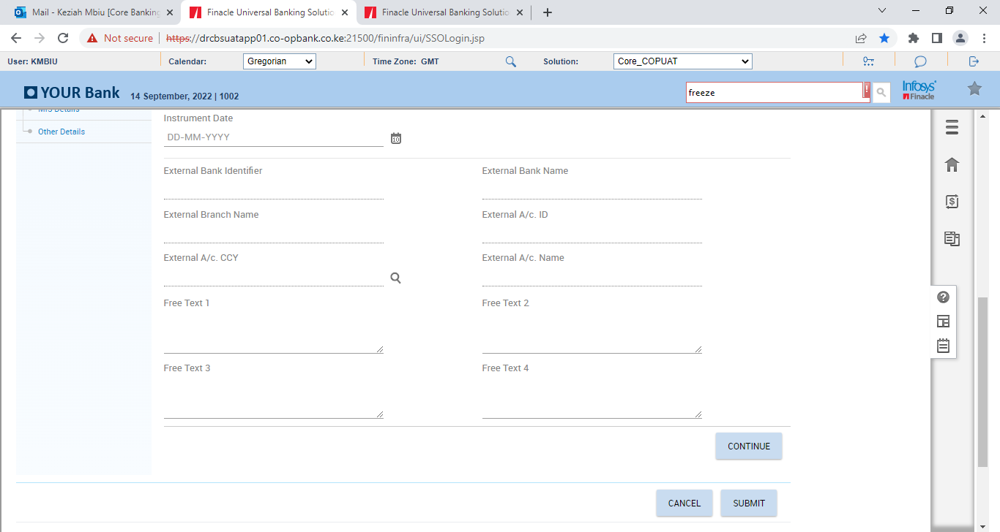 Mail - Keziah Mbiu [Core Banking
Finacle Universal Banking Solutio
Finacle Universal Banking Solutio
Not secure
https://drcbsuatapp01.co-opbank.co.ke:21500/fininfra/ui/SSOLogin.jsp
User: KMBIU
Calendar:
Gregorian
Time Zone: GMT
Solution:
Core_COPUAT
YOUR Bank
14 September, 2022 | 1002
freeze
Infosys®
Finacle
MIS Details
Other Details
Instrument Date
DD-MM-YYYY
10
External Bank Identifier
External Bank Name
External Branch Name
External A/c. ID
External A/c. CCY
External A/c. Name
Free Text 1
Free Text 2
Free Text 3
Free Text 4
CONTINUE
CANCEL
SUBMIT